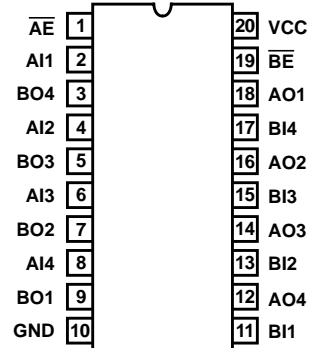 A̅E̅ 1 20 VCC
AI1 2 19 B̅E̅
BO4 3 18 AO1
AI2 4 17 BI4
BO3 5 16 AO2
AI3 6 15 BI3
BO2 7 14 AO3
AI4 8 13 BI2
BO1 9 12 AO4
GND 10 11 BI1